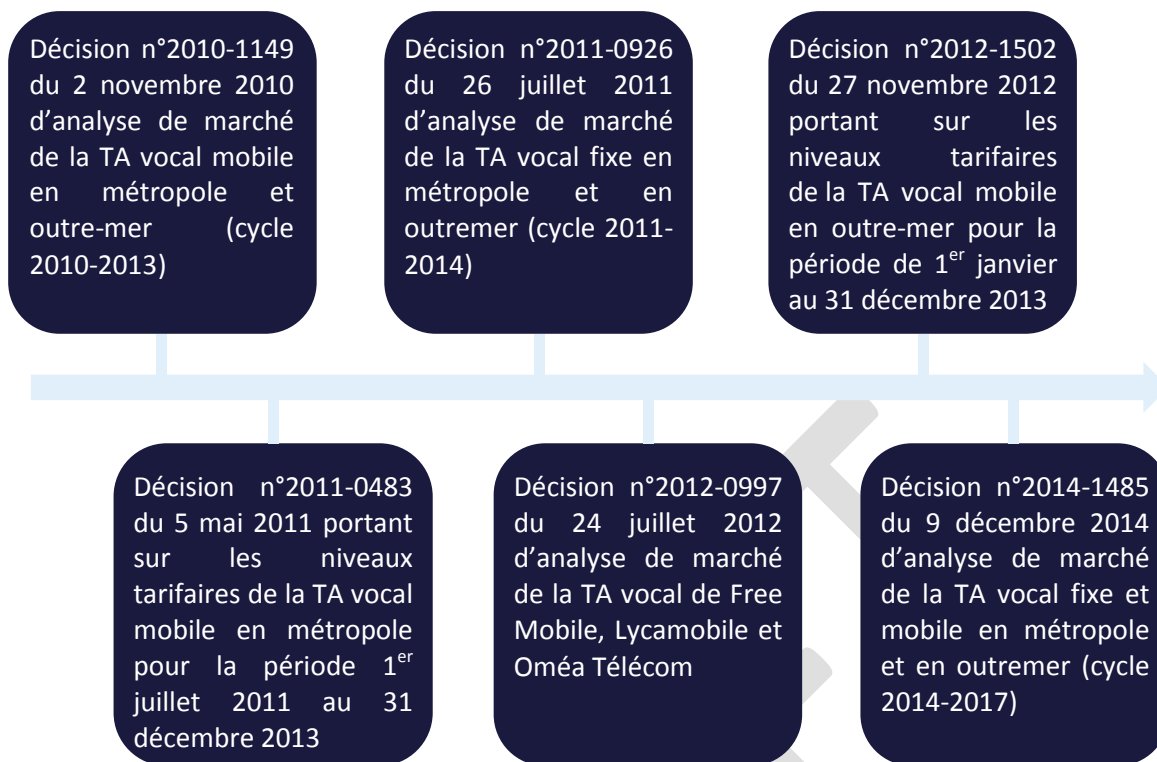 Décision n°2010-1149
du 2 novembre 2010
d’analyse de marché
de la TA vocal mobile
en métropole et
outre-mer (cycle
2010-2013)
Décision n°2011-0926
du 26 juillet 2011
d’analyse de marché
de la TA vocal fixe en
métropole et en
outremer (cycle 2011-
2014)
Décision n°2012-1502
du 27 novembre 2012
portant sur les
niveaux tarifaires
de la TA vocal mobile
en outre-mer pour la
période de 1er janvier
au 31 décembre 2013
Décision n°2011-0483
du 5 mai 2011 portant
sur les niveaux
tarifaires de la TA vocal
mobile en métropole
pour la période 1er
juillet 2011 au 31
décembre 2013
Décision n°2012-0997
du 24 juillet 2012
d’analyse de marché
de la TA vocal de Free
Mobile, Lycamobile et
Oméa Télécom
Décision n°2014-1485
du 9 décembre 2014
d’analyse de marché
de la TA vocal fixe et
mobile en métropole
et en outremer (cycle
2014-2017)